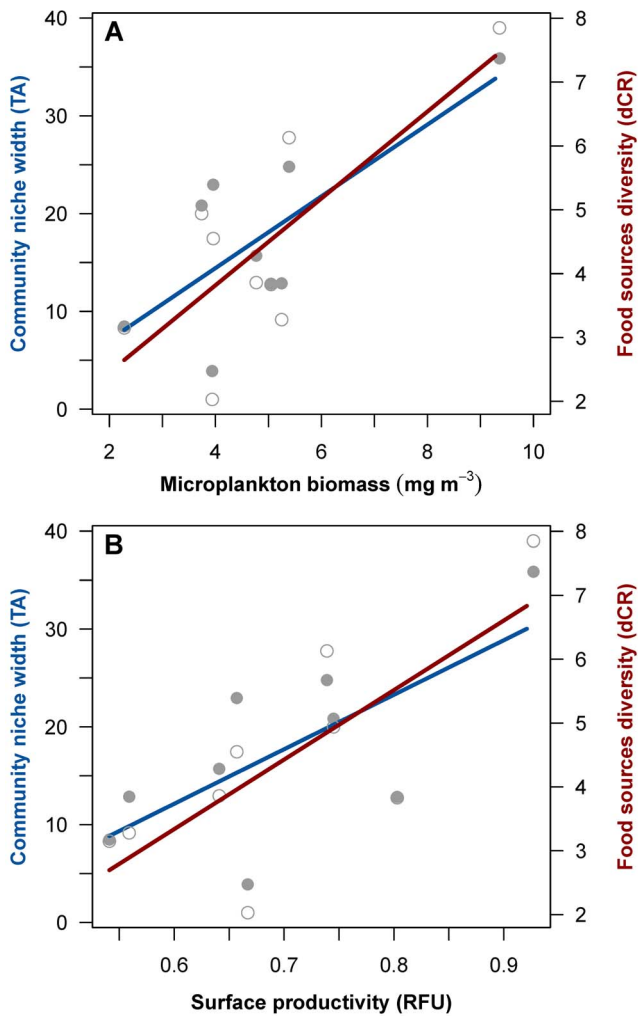 A
40
30
20
10
0
8
7
6
5
4
3
2
Community niche width (TA)
Food sources diversity (dCR)
2 4 6 8 10
Microplankton biomass (mg m⁻³)
B
40
30
20
10
0
8
7
6
5
4
3
2
Community niche width (TA)
Food sources diversity (dCR)
0.6 0.7 0.8 0.9
Surface productivity (RFU)